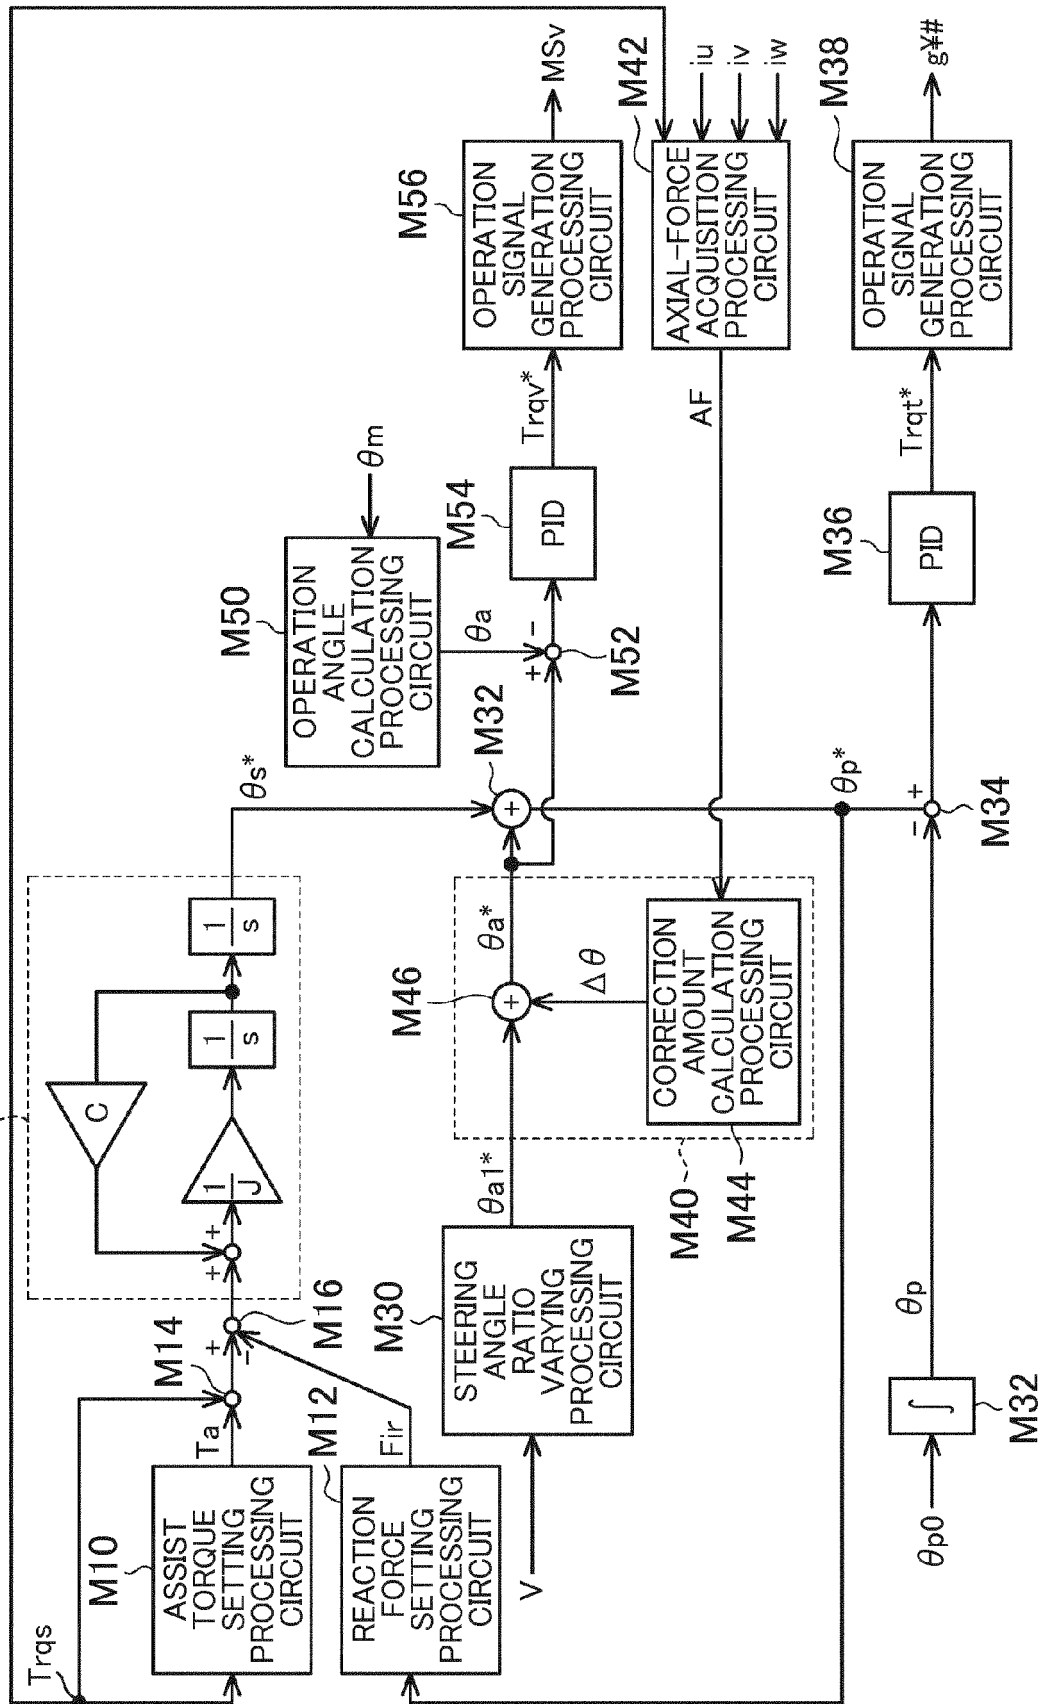 Trqs
M10
ASSIST
TORQUE
SETTING
PROCESSING
CIRCUIT
Ta
M14
+
-
M16
M12
REACTION
FORCE
SETTING
PROCESSING
CIRCUIT
Fir
+
+
1
J
C
1
s
1
s
θs*
V
M30
STEERING
ANGLE
RATIO
VARYING
PROCESSING
CIRCUIT
θa1*
M40
M44
CORRECTION
AMOUNT
CALCULATION
PROCESSING
CIRCUIT
Δθ
M46
+
θa*
M32
+
M50
OPERATION
ANGLE
CALCULATION
PROCESSING
CIRCUIT
θm
θa
+
-
M52
M54
PID
Trqv*
M56
OPERATION
SIGNAL
GENERATION
PROCESSING
CIRCUIT
MSv
M42
AXIAL-FORCE
ACQUISITION
PROCESSING
CIRCUIT
iu
iv
iw
AF
θp0
∫
M32
θp
θp*
-
+
M34
M36
PID
Trqt*
M38
OPERATION
SIGNAL
GENERATION
PROCESSING
CIRCUIT
g¥#